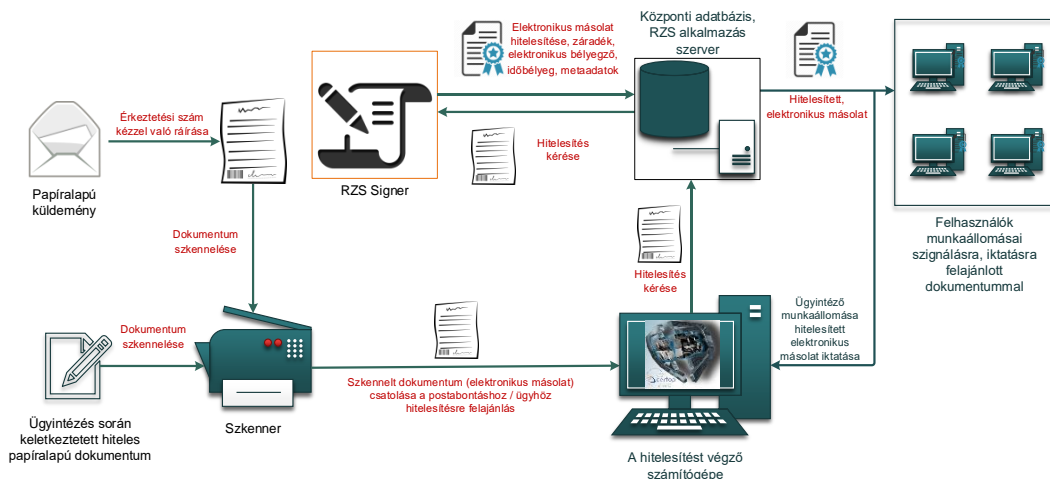 Elektronikus másolat
hitelesítése, záradék,
elektronikus bélyegző,
időbélyeg, metaadatok
Központi adatbázis,
RZS alkalmazás
szerver
Érkeztetési szám
kézzel való ráírása
Hitelesítés
kérése
Hitelesített,
elektronikus másolat
Papíralapú
küldemény
RZS Signer
Felhasználók
munkaállomásai
szignálásra, iktatásra
felajánlott
dokumentummal
Dokumentum
szkennelése
Hitelesítés
kérése
Ügyintéző
munkaállomása
hitelesített
elektronikus
másolat iktatása
Dokumentum
szkennelése
Szkennelt dokumentum (elektronikus másolat)
csatolása a postabontáshoz / ügyhöz
hitelesítésre felajánlás
Ügyintézés során
keletkeztetett hiteles
papíralapú dokumentum
Szkenner
A hitelesítést végző
számítógépe